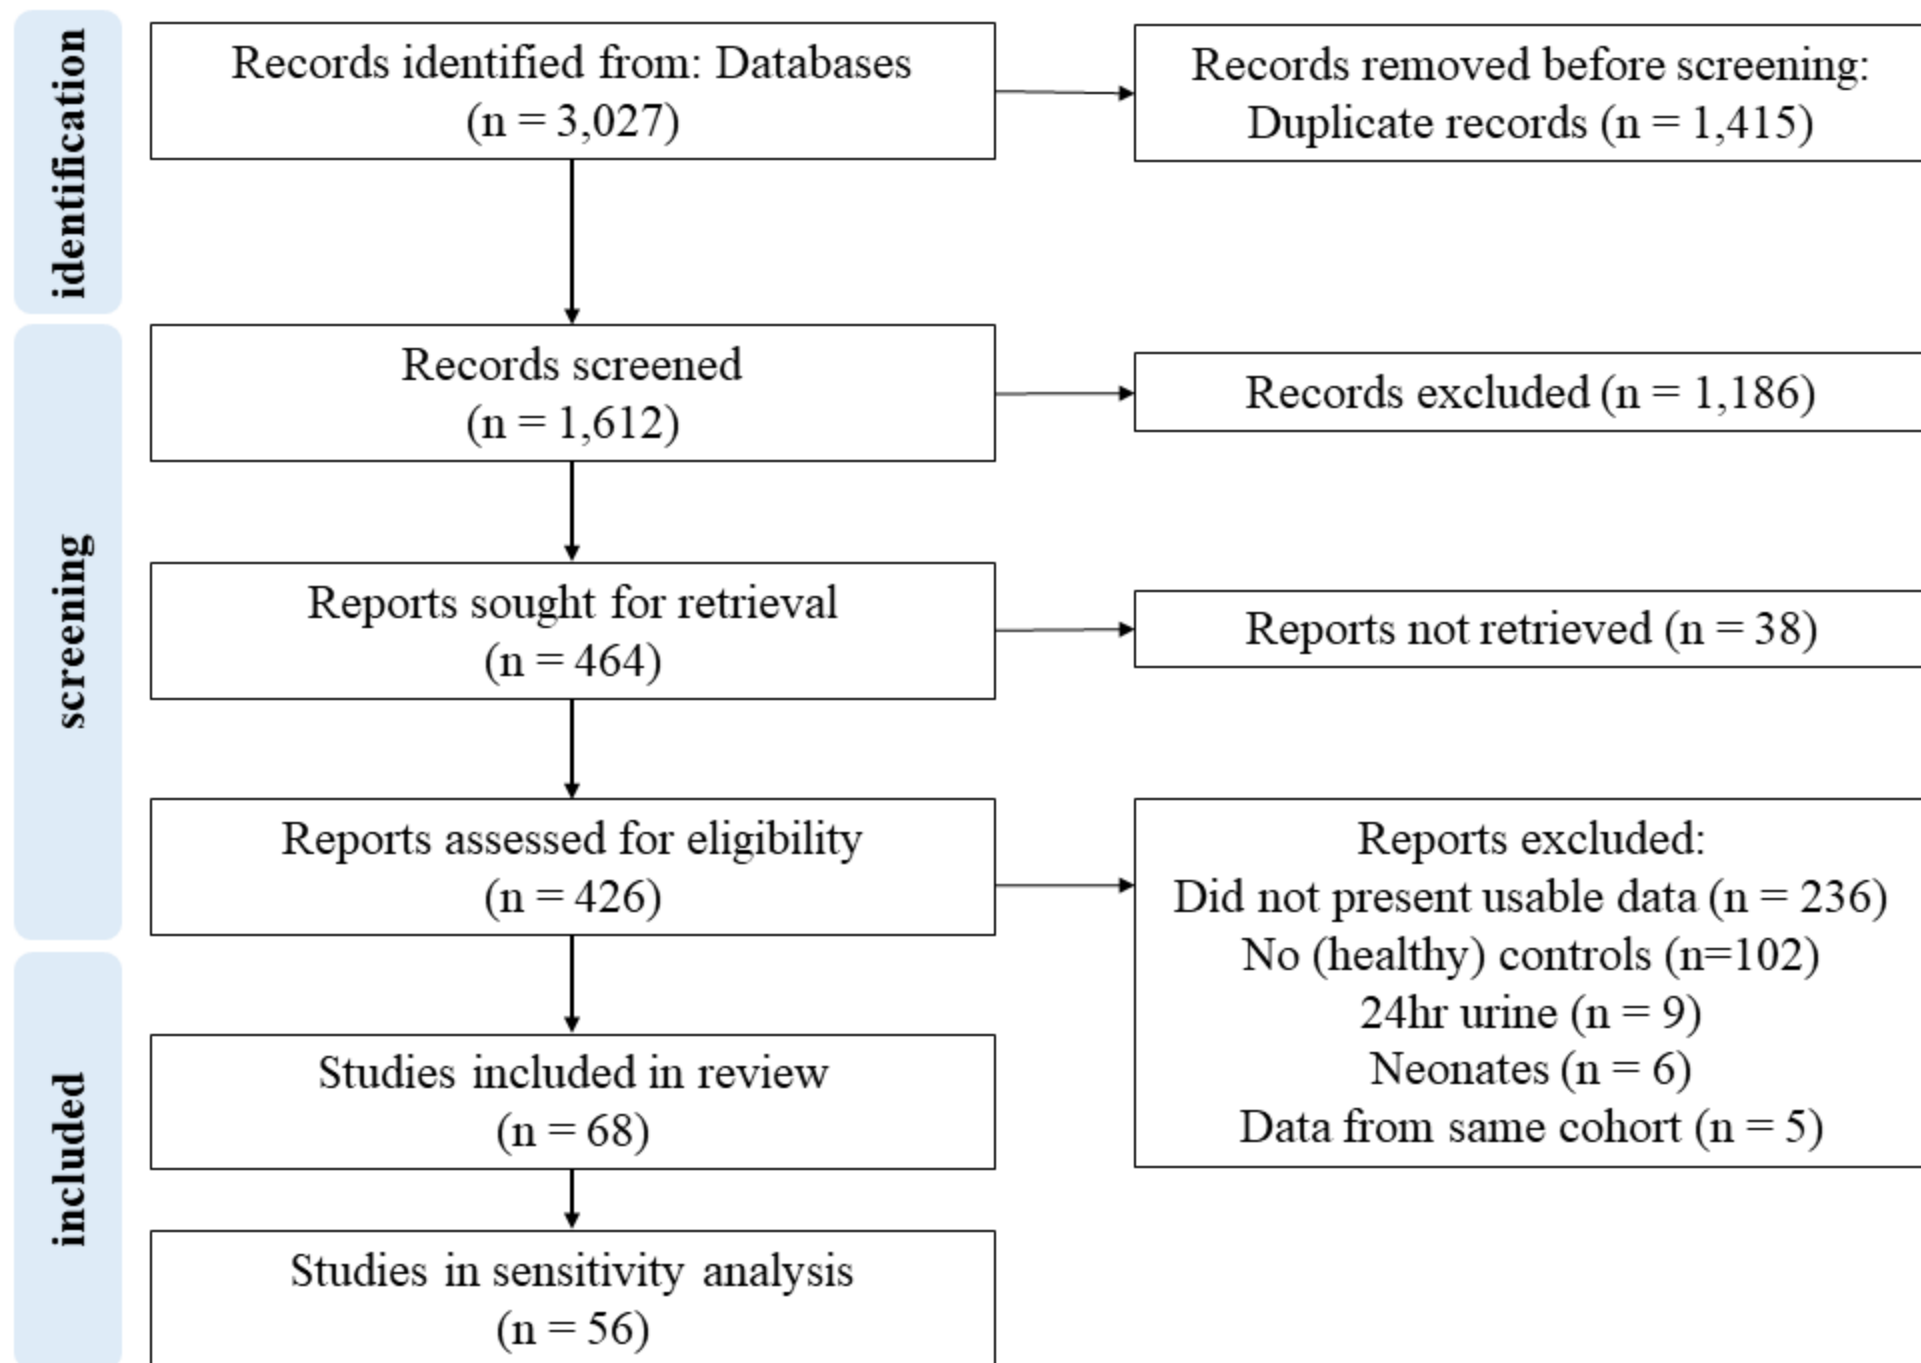 identification
Records identified from: Databases
(n = 3,027)
Records removed before screening:
Duplicate records (n = 1,415)
screening
Records screened
(n = 1,612)
Records excluded (n = 1,186)
Reports sought for retrieval
(n = 464)
Reports not retrieved (n = 38)
Reports assessed for eligibility
(n = 426)
Reports excluded:
Did not present usable data (n = 236)
No (healthy) controls (n=102)
24hr urine (n = 9)
Neonates (n = 6)
Data from same cohort (n = 5)
included
Studies included in review
(n = 68)
Studies in sensitivity analysis
(n = 56)